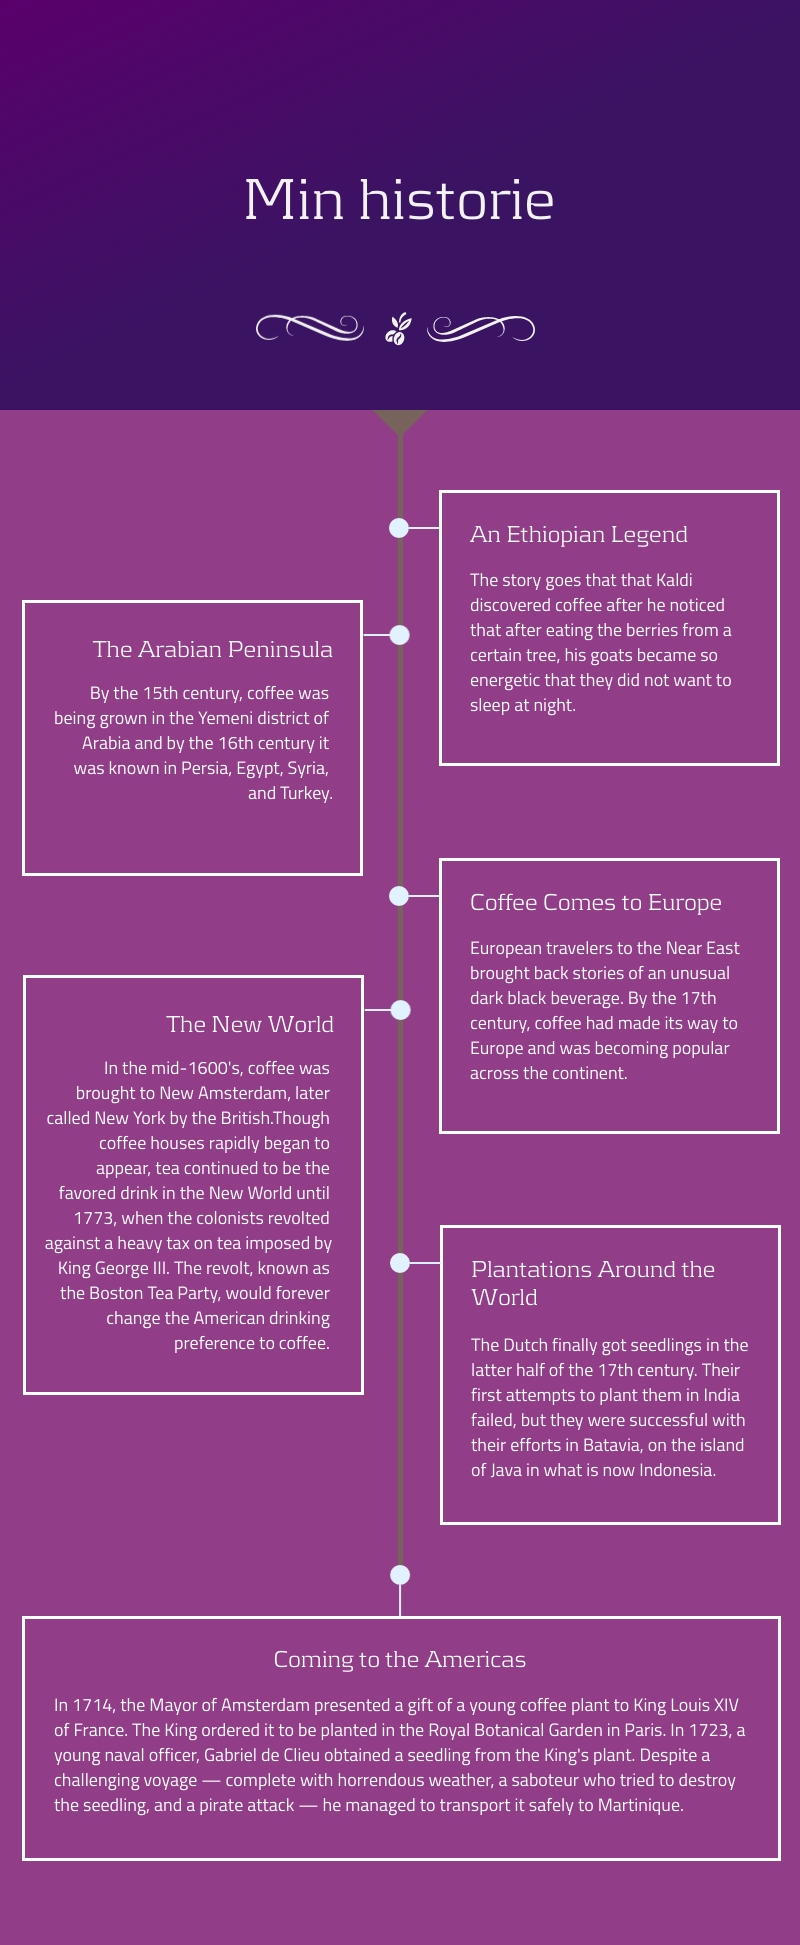 Min historie
An Ethiopian Legend
The story goes that that Kaldi
discovered coffee after he noticed
that after eating the berries from a
certain tree, his goats became so
energetic that they did not want to
sleep at night.
The Arabian Peninsula
By the 15th century, coffee was
being grown in the Yemeni district of
Arabia and by the 16th century it
was known in Persia, Egypt, Syria,
and Turkey.
Coffee Comes to Europe
European travelers to the Near East
brought back stories of an unusual
dark black beverage. By the 17th
century, coffee had made its way to
Europe and was becoming popular
across the continent.
The New World
In the mid-1600's, coffee was
brought to New Amsterdam, later
called New York by the British.Though
coffee houses rapidly began to
appear, tea continued to be the
favored drink in the New World until
1773, when the colonists revolted
against a heavy tax on tea imposed by
King George III. The revolt, known as
the Boston Tea Party, would forever
change the American drinking
preference to coffee.
Plantations Around the
World
The Dutch finally got seedlings in the
latter half of the 17th century. Their
first attempts to plant them in India
failed, but they were successful with
their efforts in Batavia, on the island
of Java in what is now Indonesia.
Coming to the Americas
In 1714, the Mayor of Amsterdam presented a gift of a young coffee plant to King Louis XIV
of France. The King ordered it to be planted in the Royal Botanical Garden in Paris. In 1723, a
young naval officer, Gabriel de Clieu obtained a seedling from the King's plant. Despite a
challenging voyage — complete with horrendous weather, a saboteur who tried to destroy
the seedling, and a pirate attack — he managed to transport it safely to Martinique.